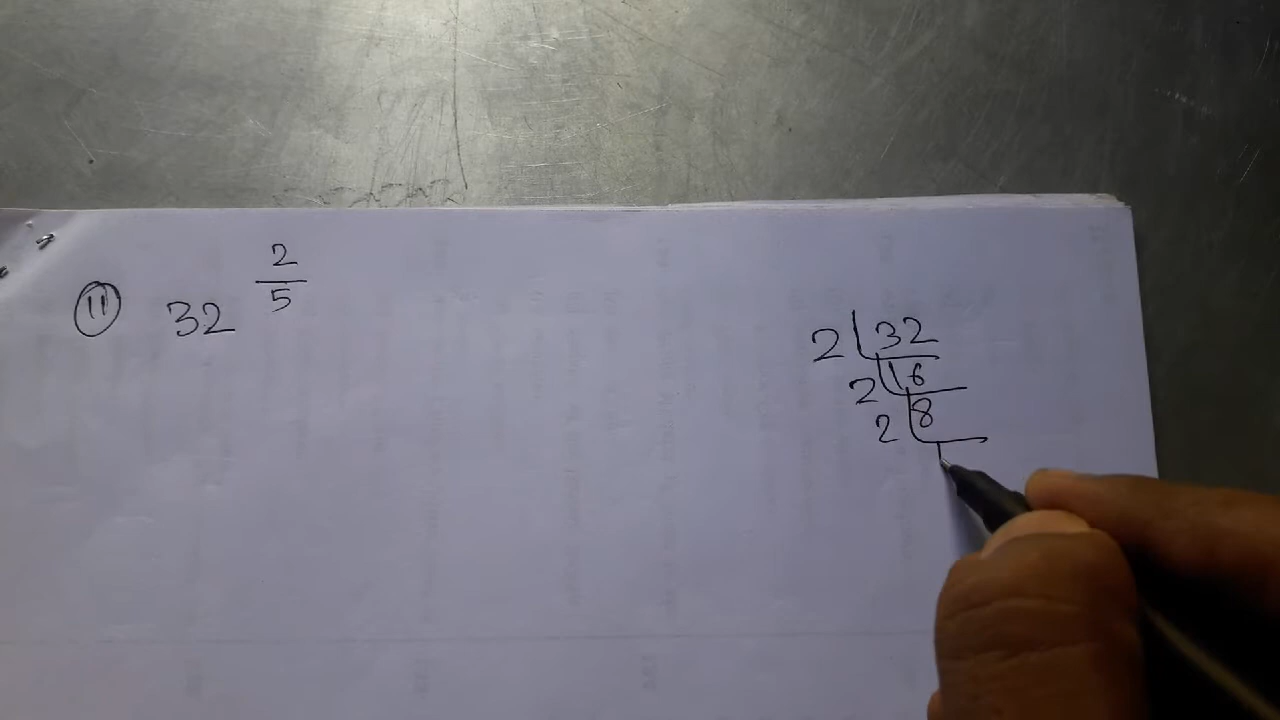 (11) 32^(2/5)
2 | 32
2 | 16
2 | 8